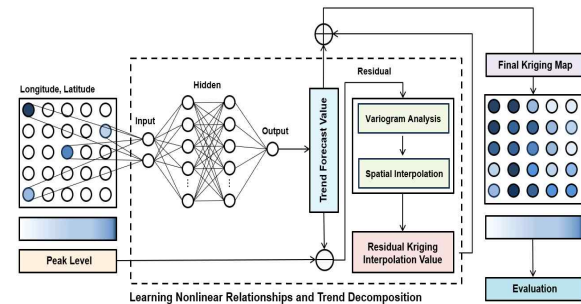 Longitude, Latitude
Input
Hidden
Output
Trend Forecast Value
Residual
Variogram Analysis
Spatial Interpolation
Residual Kriging
Interpolation Value
Final Kriging Map
Peak Level
Evaluation
Learning Nonlinear Relationships and Trend Decomposition